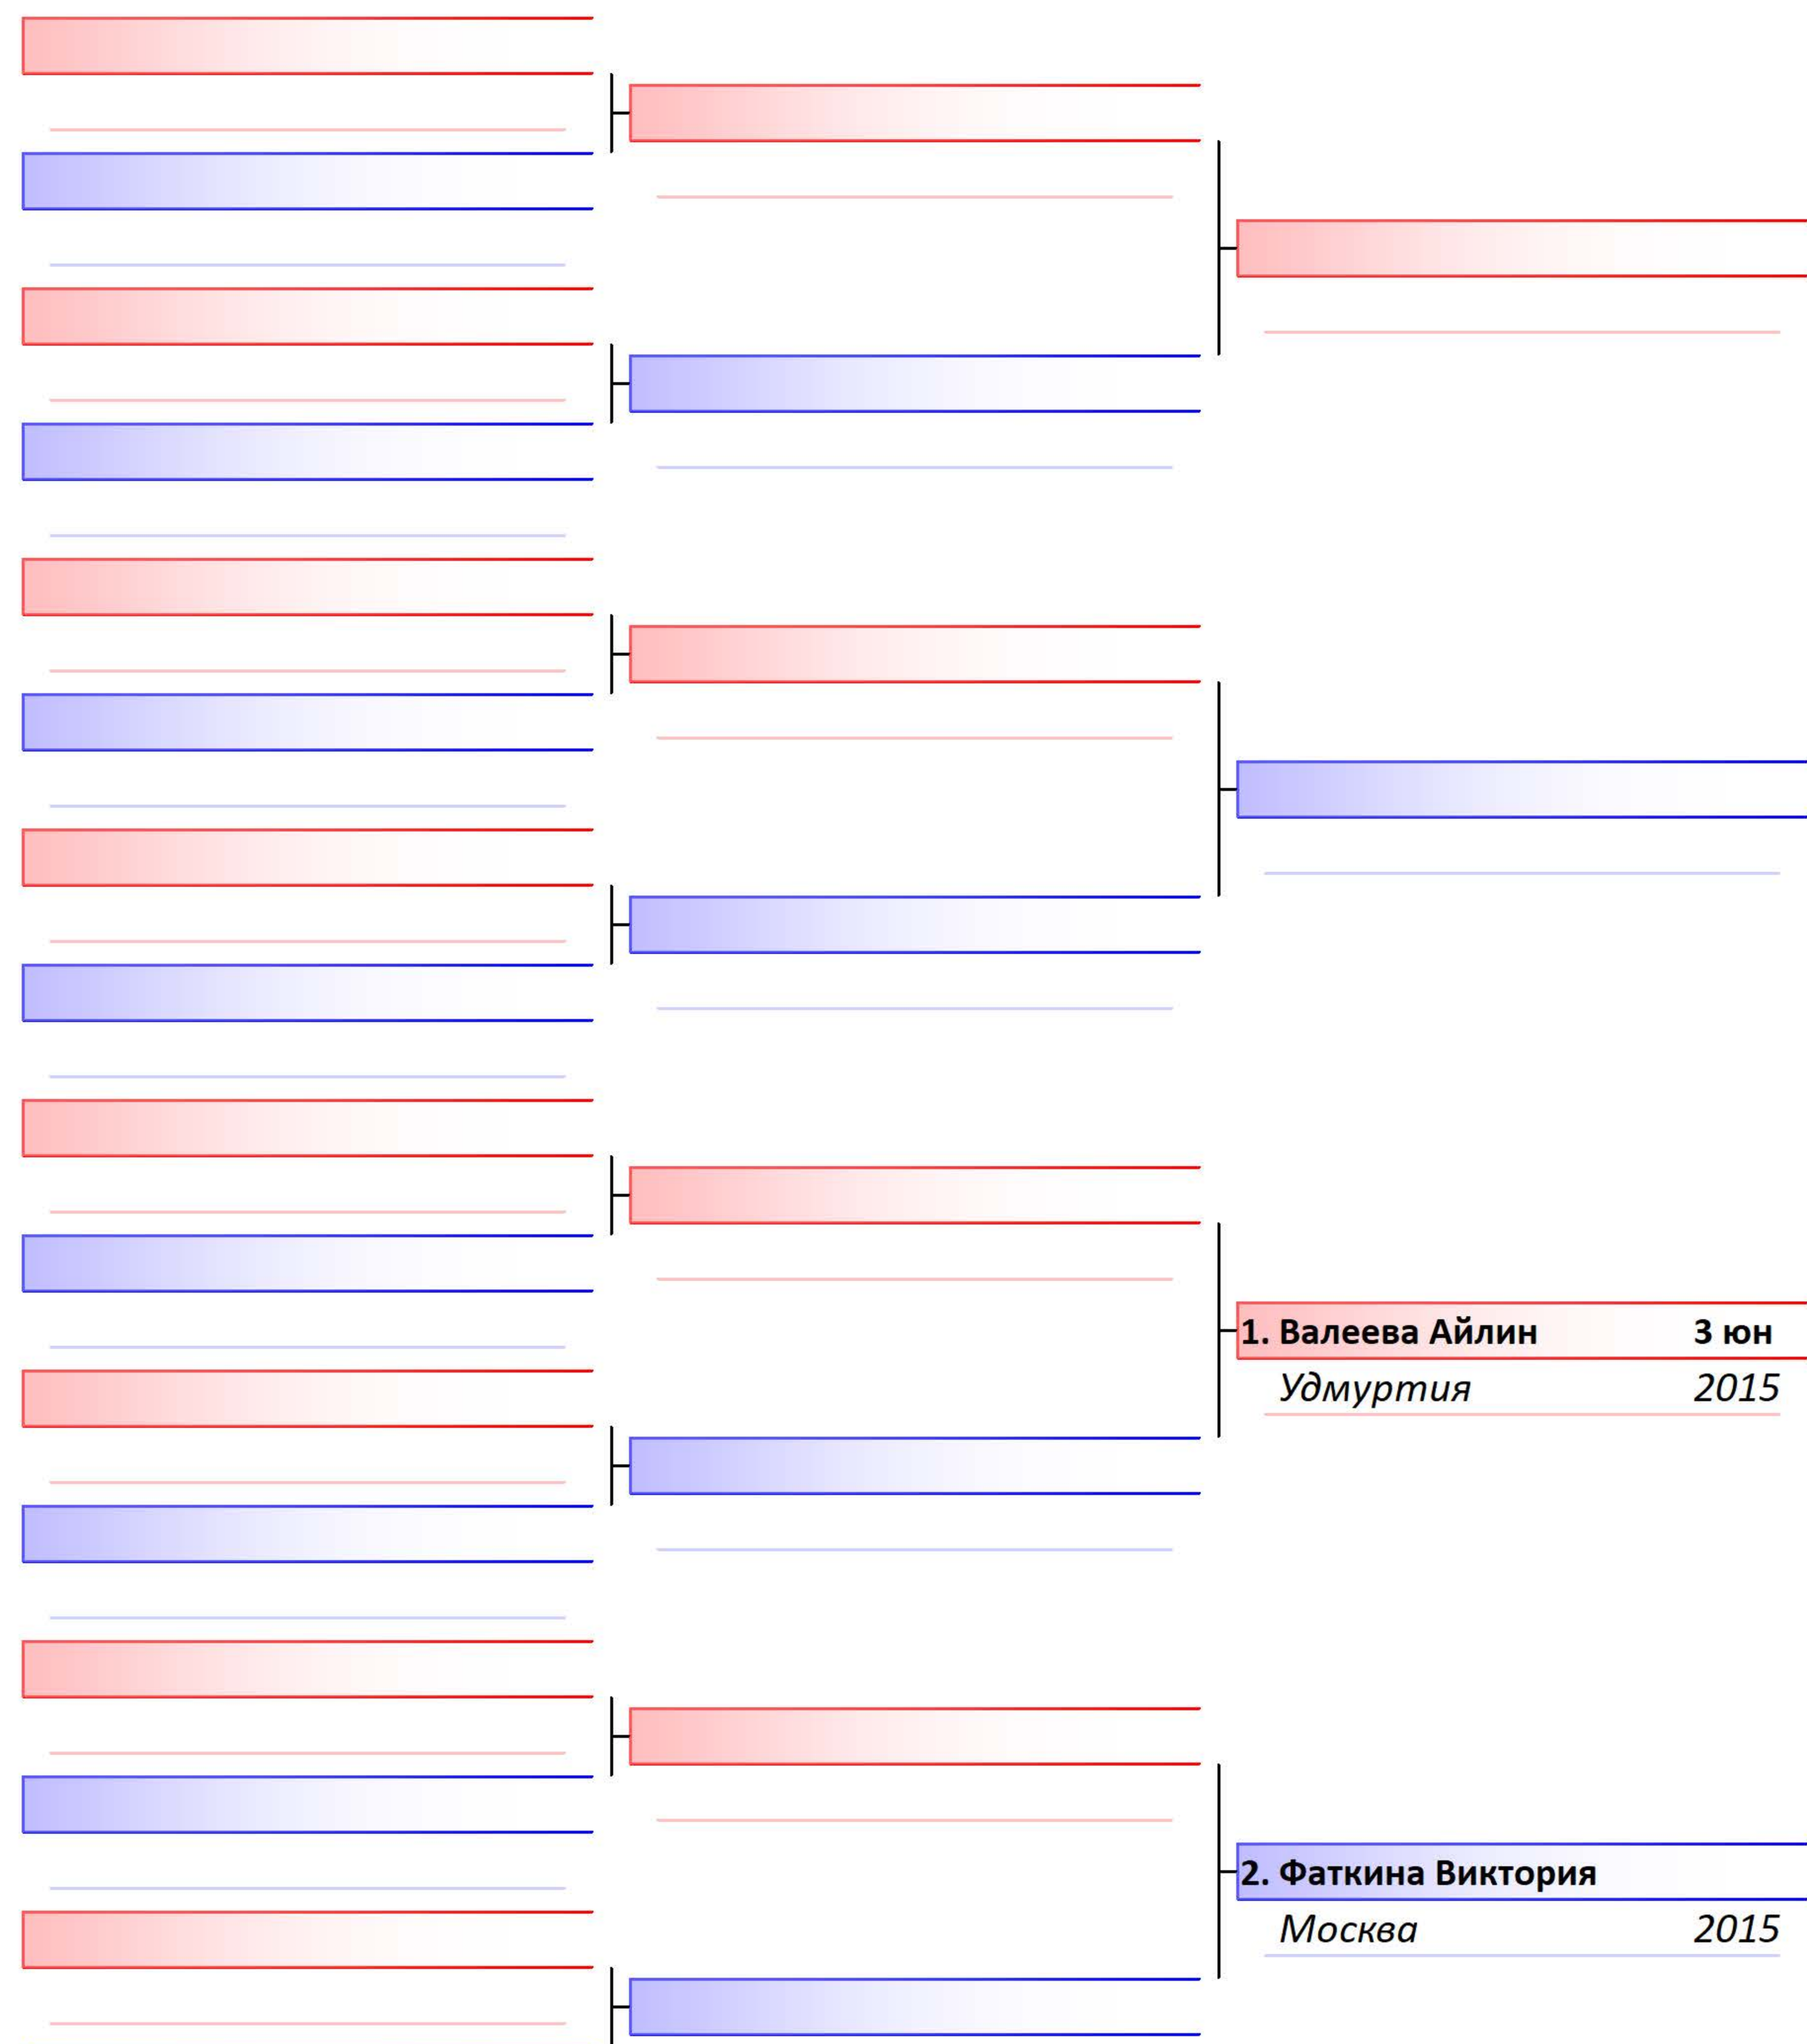 1. Валеева Айлин 3 юн
Удмуртия 2015
2. Фаткина Виктория
Москва 2015